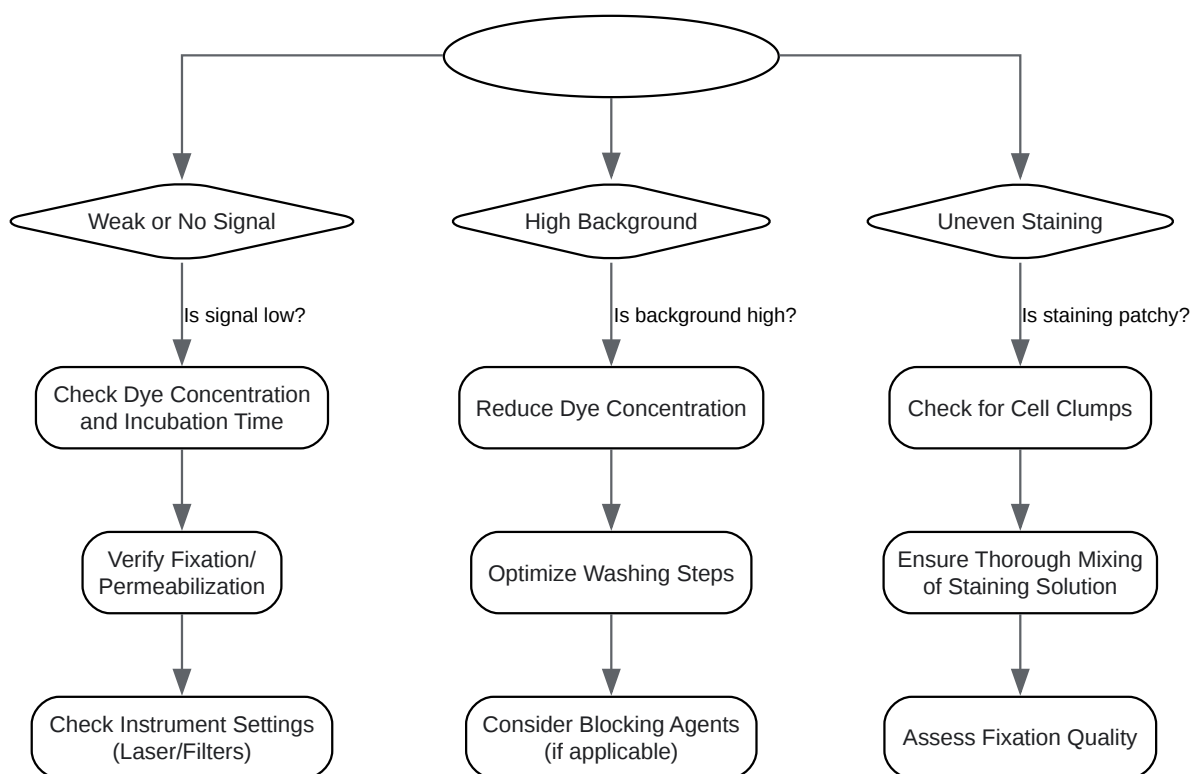 Weak or No Signal
High Background
Uneven Staining
Is signal low?
Is background high?
Is staining patchy?
Check Dye Concentration
and Incubation Time
Reduce Dye Concentration
Check for Cell Clumps
Verify Fixation/
Permeabilization
Optimize Washing Steps
Ensure Thorough Mixing
of Staining Solution
Check Instrument Settings
(Laser/Filters)
Consider Blocking Agents
(if applicable)
Assess Fixation Quality